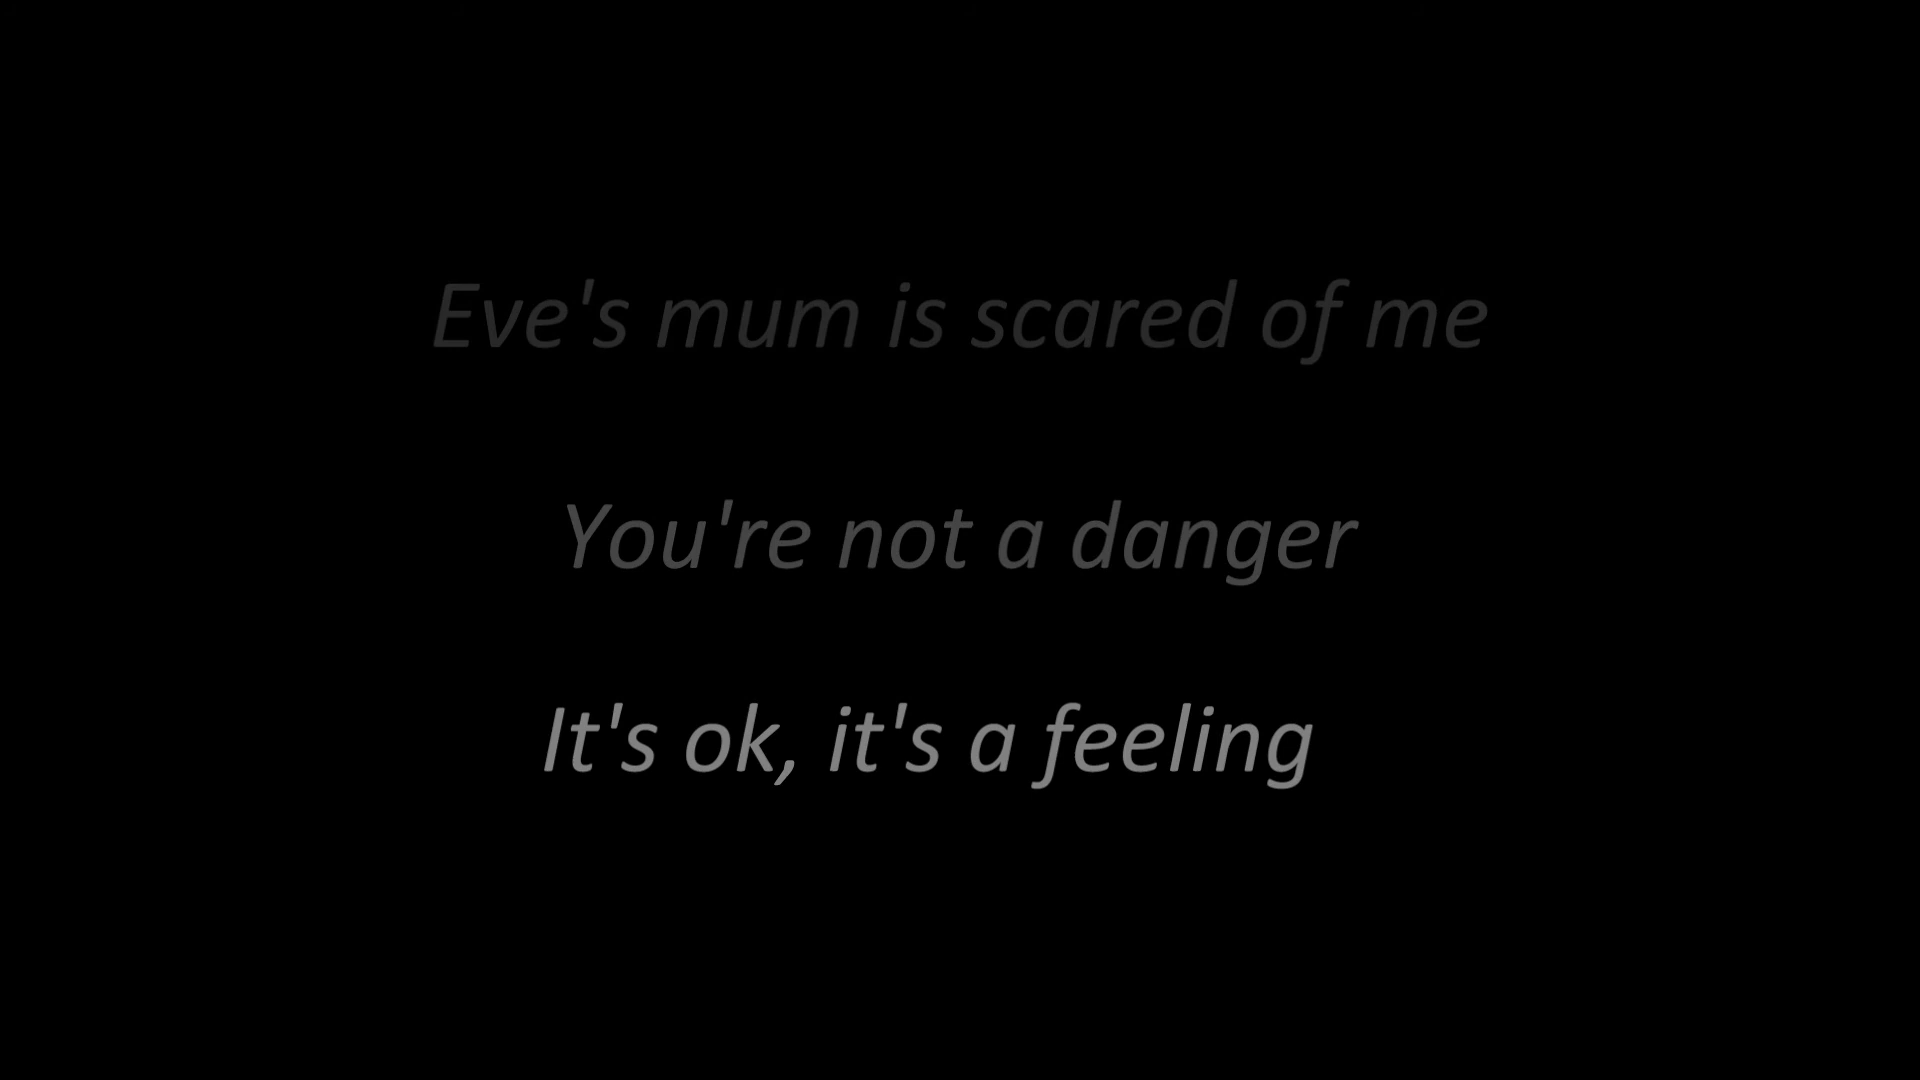 Eve's mum is scared of me
You're not a danger
It's ok, it's a feeling